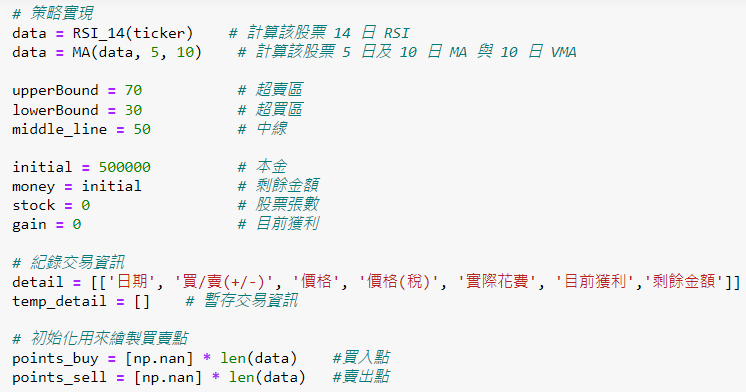 # 策略實現
data = RSI_14(ticker)    # 計算該股票 14 日 RSI
data = MA(data, 5, 10)    # 計算該股票 5 日及 10 日 MA 與 10 日 VMA
upperBound = 70    # 超賣區
lowerBound = 30    # 超買區
middle_line = 50    # 中線
initial = 500000    # 本金
money = initial    # 剩餘金額
stock = 0    # 股票張數
gain = 0    # 目前獲利
# 紀錄交易資訊
detail = [['日期', '買/賣(+/-)', '價格', '價格(稅)', '實際花費', '目前獲利','剩餘金額']]
temp_detail = []    # 暫存交易資訊
# 初始化用來繪製買賣點
points_buy = [np.nan] * len(data)    #買入點
points_sell = [np.nan] * len(data)    #賣出點